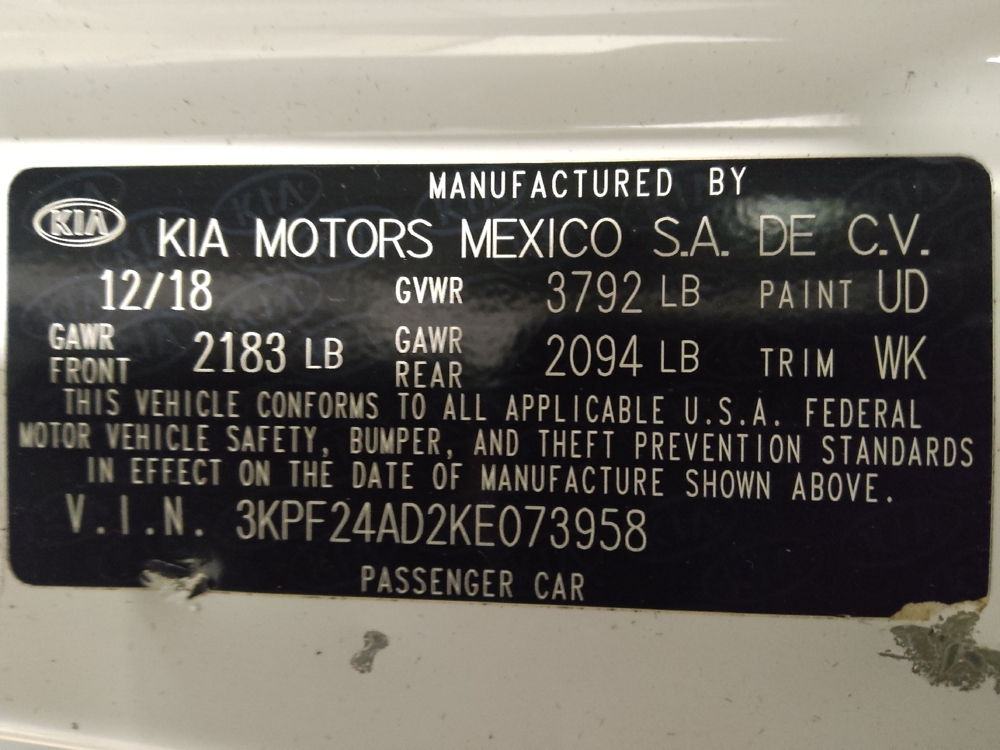 MANUFACTURED BY
KIA KIA MOTORS MEXICO S.A. DE C.V.
12/18 GVWR 3792 LB PAINT UD
GAWR FRONT 2183 LB GAWR REAR 2094 LB TRIM WK
THIS VEHICLE CONFORMS TO ALL APPLICABLE U.S.A. FEDERAL
MOTOR VEHICLE SAFETY, BUMPER, AND THEFT PREVENTION STANDARDS
IN EFFECT ON THE DATE OF MANUFACTURE SHOWN ABOVE.
V.I.N. 3KPF24AD2KE073958
PASSENGER CAR